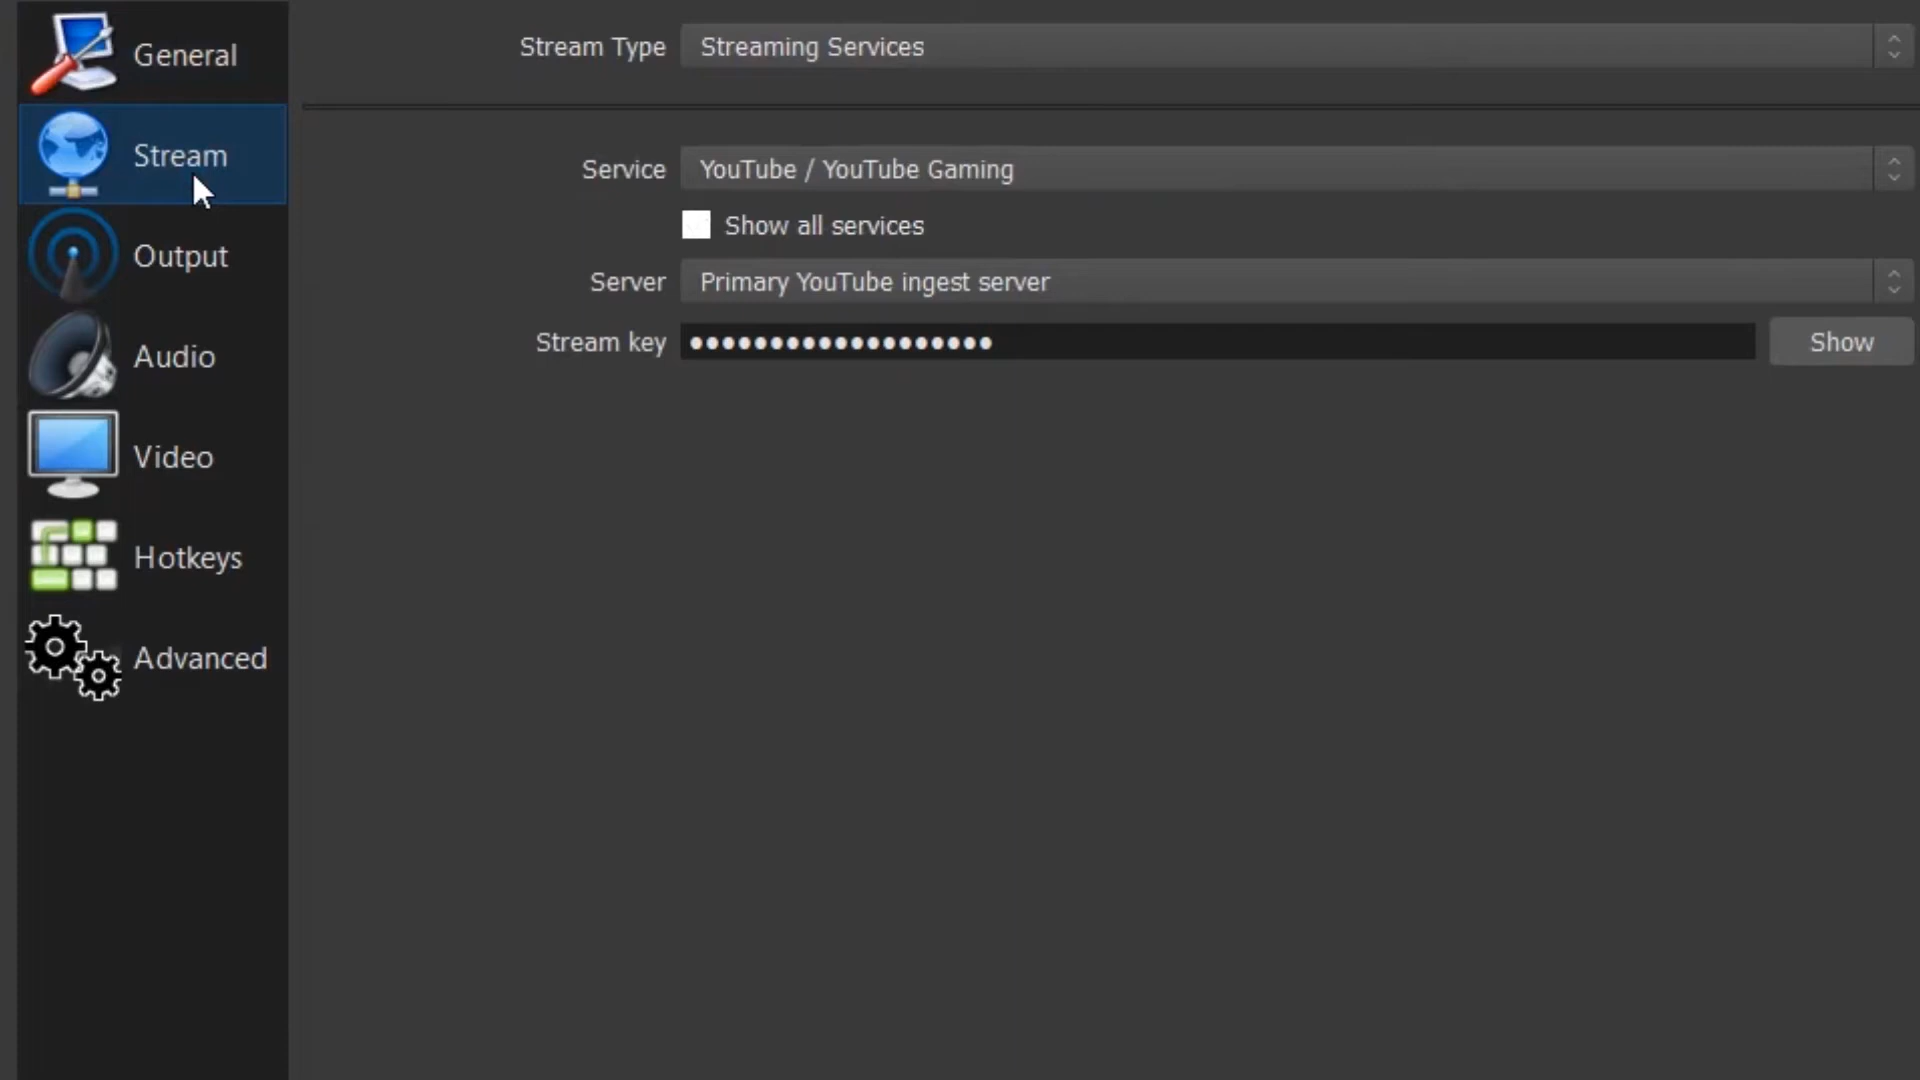 General
Stream
Output
Audio
Video
Hotkeys
Advanced
Stream Type Streaming Services
Service YouTube / YouTube Gaming
Show all services
Server Primary YouTube ingest server
Stream key ●●●●●●●●●●●●●●●●●●● Show